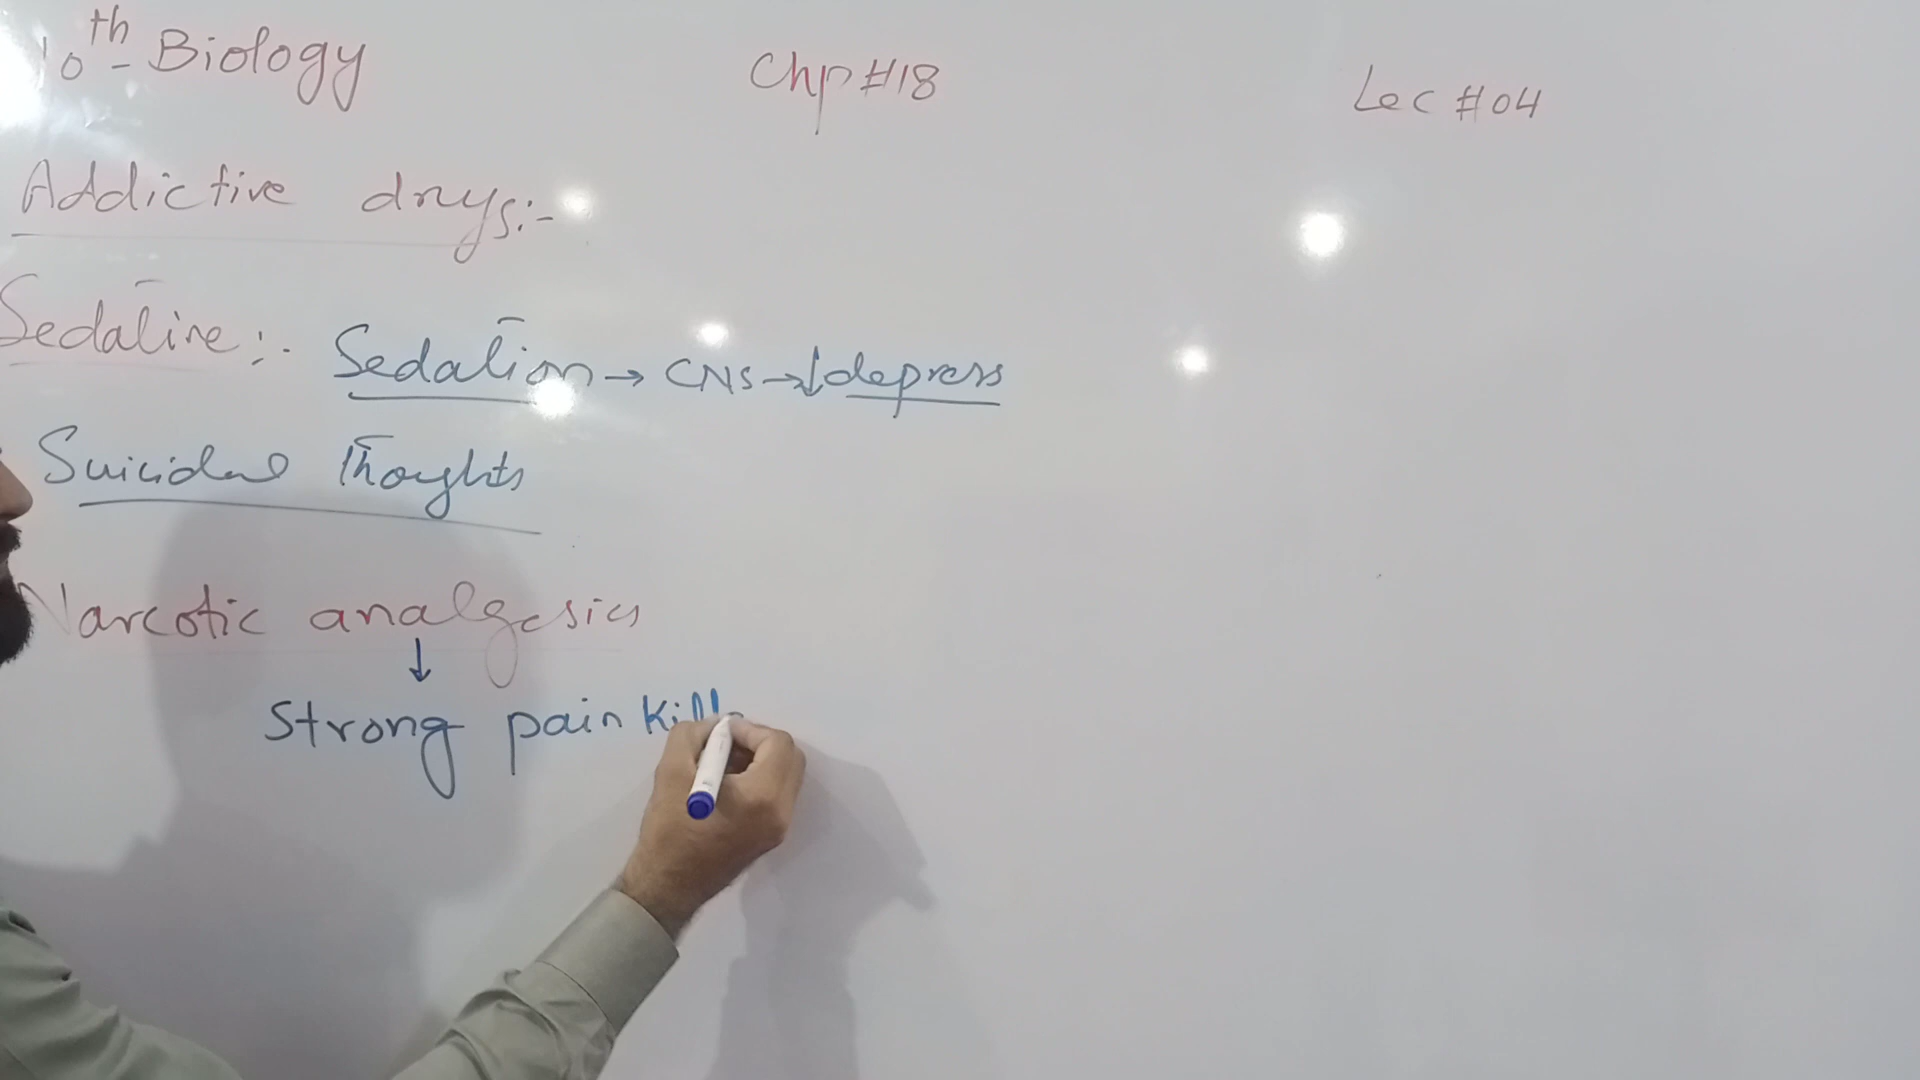 10th - Biology Chp #18 Lec #04
Addictive drugs:-
Sedative:- Sedation → CNS → ↓depress
Suicidal Thoughts
Narcotic analgesics
↓
Strong pain Kill